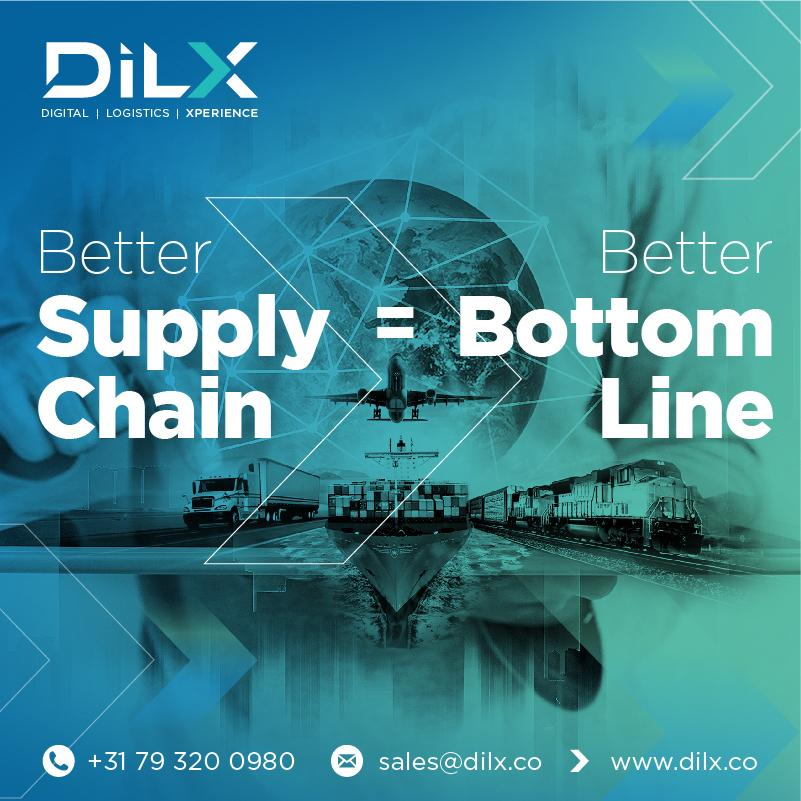 DiLX
DIGITAL | LOGISTICS | XPERIENCE
Better
Supply
Chain
=
Better
Bottom
Line
+31 79 320 0980
sales@dilx.co
www.dilx.co